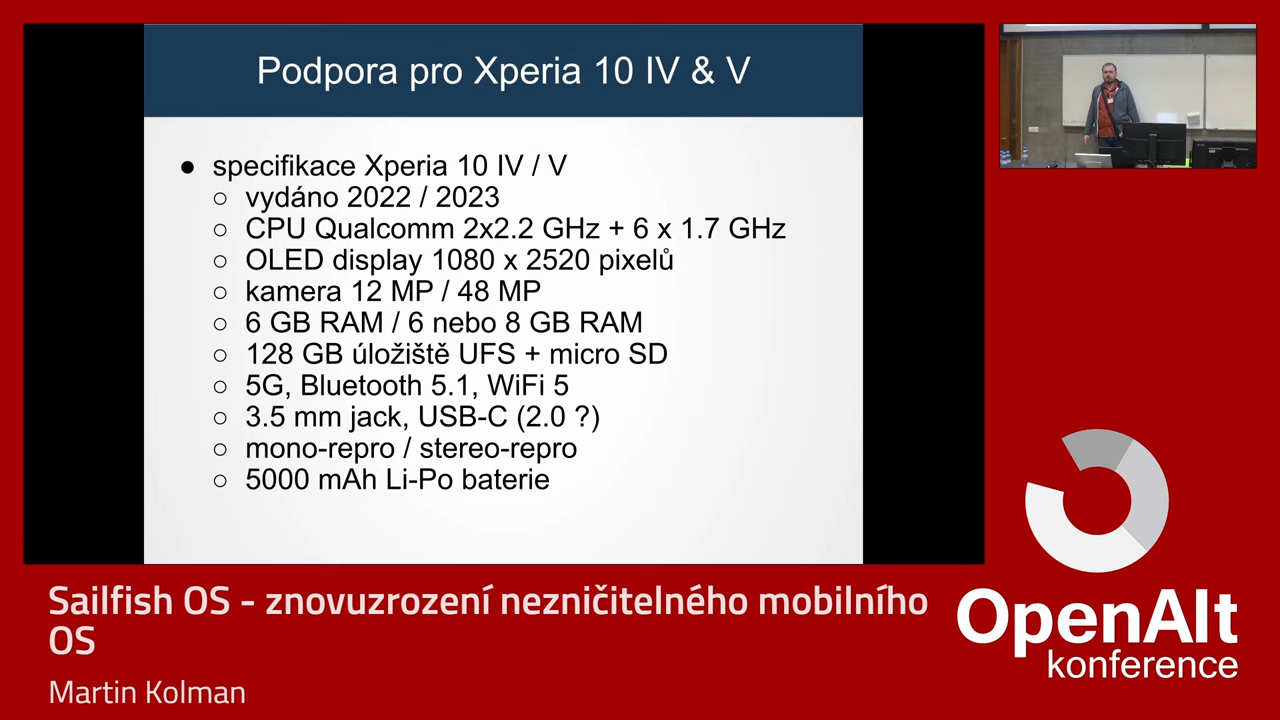 Podpora pro Xperia 10 IV & V
● specifikace Xperia 10 IV / V
○ vydáno 2022 / 2023
○ CPU Qualcomm 2x2.2 GHz + 6 x 1.7 GHz
○ OLED display 1080 x 2520 pixelů
○ kamera 12 MP / 48 MP
○ 6 GB RAM / 6 nebo 8 GB RAM
○ 128 GB úložiště UFS + micro SD
○ 5G, Bluetooth 5.1, WiFi 5
○ 3.5 mm jack, USB-C (2.0 ?)
○ mono-repro / stereo-repro
○ 5000 mAh Li-Po baterie
Sailfish OS - znovuzrození nezničitelného mobilního
OS
Martin Kolman
OpenAlt
konference